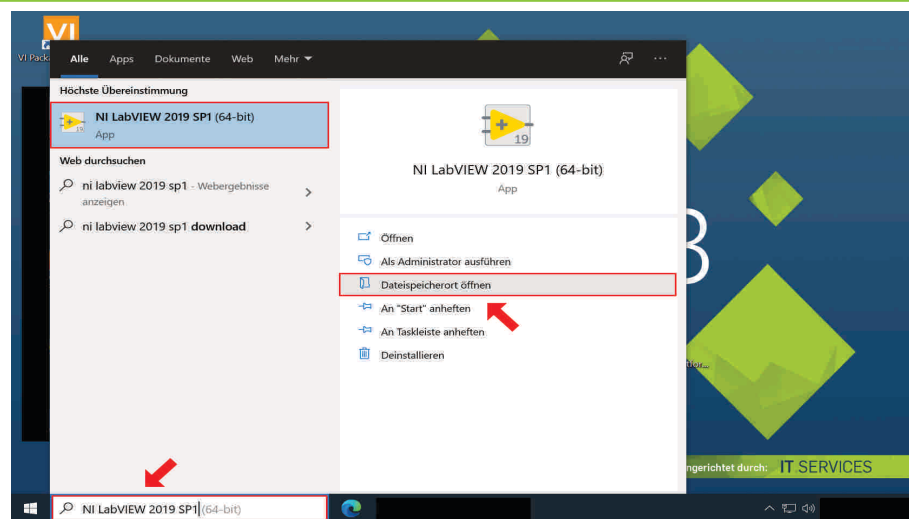 VI
VI Pack
Alle Apps Dokumente Web Mehr
Höchste Übereinstimmung
NI LabVIEW 2019 SP1 (64-bit)
App
Web durchsuchen
ni labview 2019 sp1 - Webergebnisse
anzeigen
ni labview 2019 sp1 download
19
19
NI LabVIEW 2019 SP1 (64-bit)
App
Öffnen
Als Administrator ausführen
Dateispeicherort öffnen
An "Start" anheften
An Taskleiste anheften
Deinstallieren
ngerichtet durch: IT.SERVICES
NI LabVIEW 2019 SP1 (64-bit)